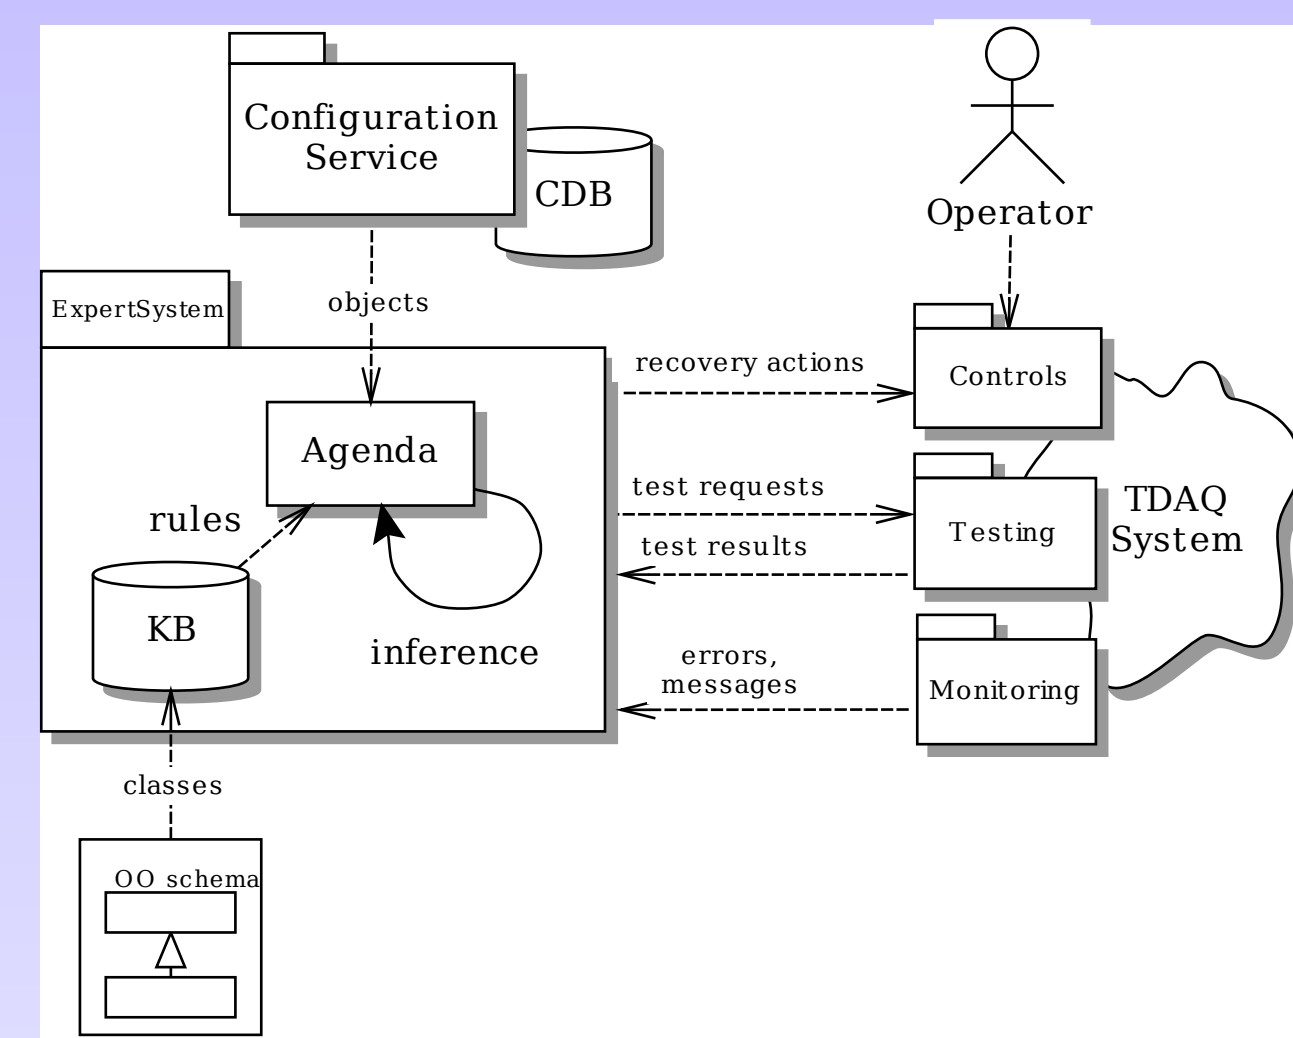 Configuration
Service
CDB
Operator
ExpertSystem
objects
recovery actions
Controls
Agenda
rules
test requests
TDAQ
System
Testing
test results
KB
inference
errors,
messages
Monitoring
classes
OO schema